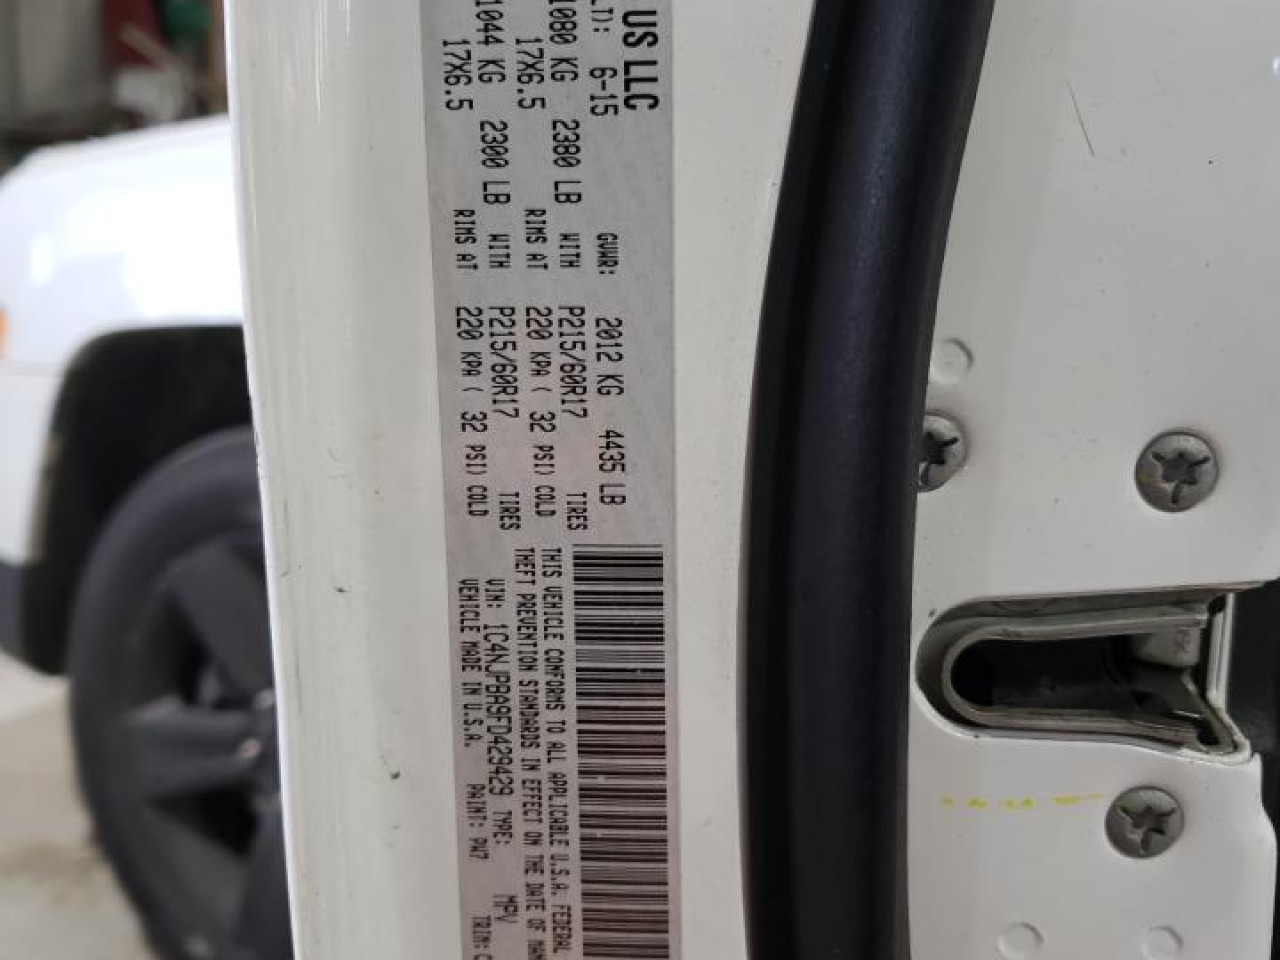 US LLC
LT): 6-15 GVWR: 2012 KG 4435 LB
1080 KG 2380 LB WITH P215/60R17 TIRES
17X6.5 RIMS AT 220 KPA ( 32 PSI) COLD
1044 KG 2300 LB WITH P215/60R17 TIRES
17X6.5 RIMS AT 220 KPA ( 32 PSI) COLD
THIS VEHICLE CONFORMS TO ALL APPLICABLE U.S.A. FEDERAL
THEFT PREVENTION STANDARDS IN EFFECT ON THE DATE OF MAN
VIN: 1C4NJPBA9FD429429 TYPE: MPV
VEHICLE MADE IN U.S.A. PAINT: PW7 TRIM: C